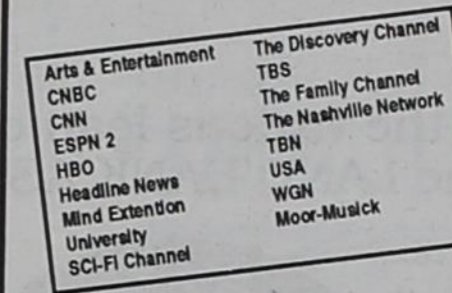 Arts & Entertainment
CNBC
CNN
ESPN 2
HBO
Headline News
Mind Extention
University
SCI-FI Channel
The Discovery Channel
TBS
The Family Channel
The Nashville Network
TBN
USA
WGN
Moor-Musick